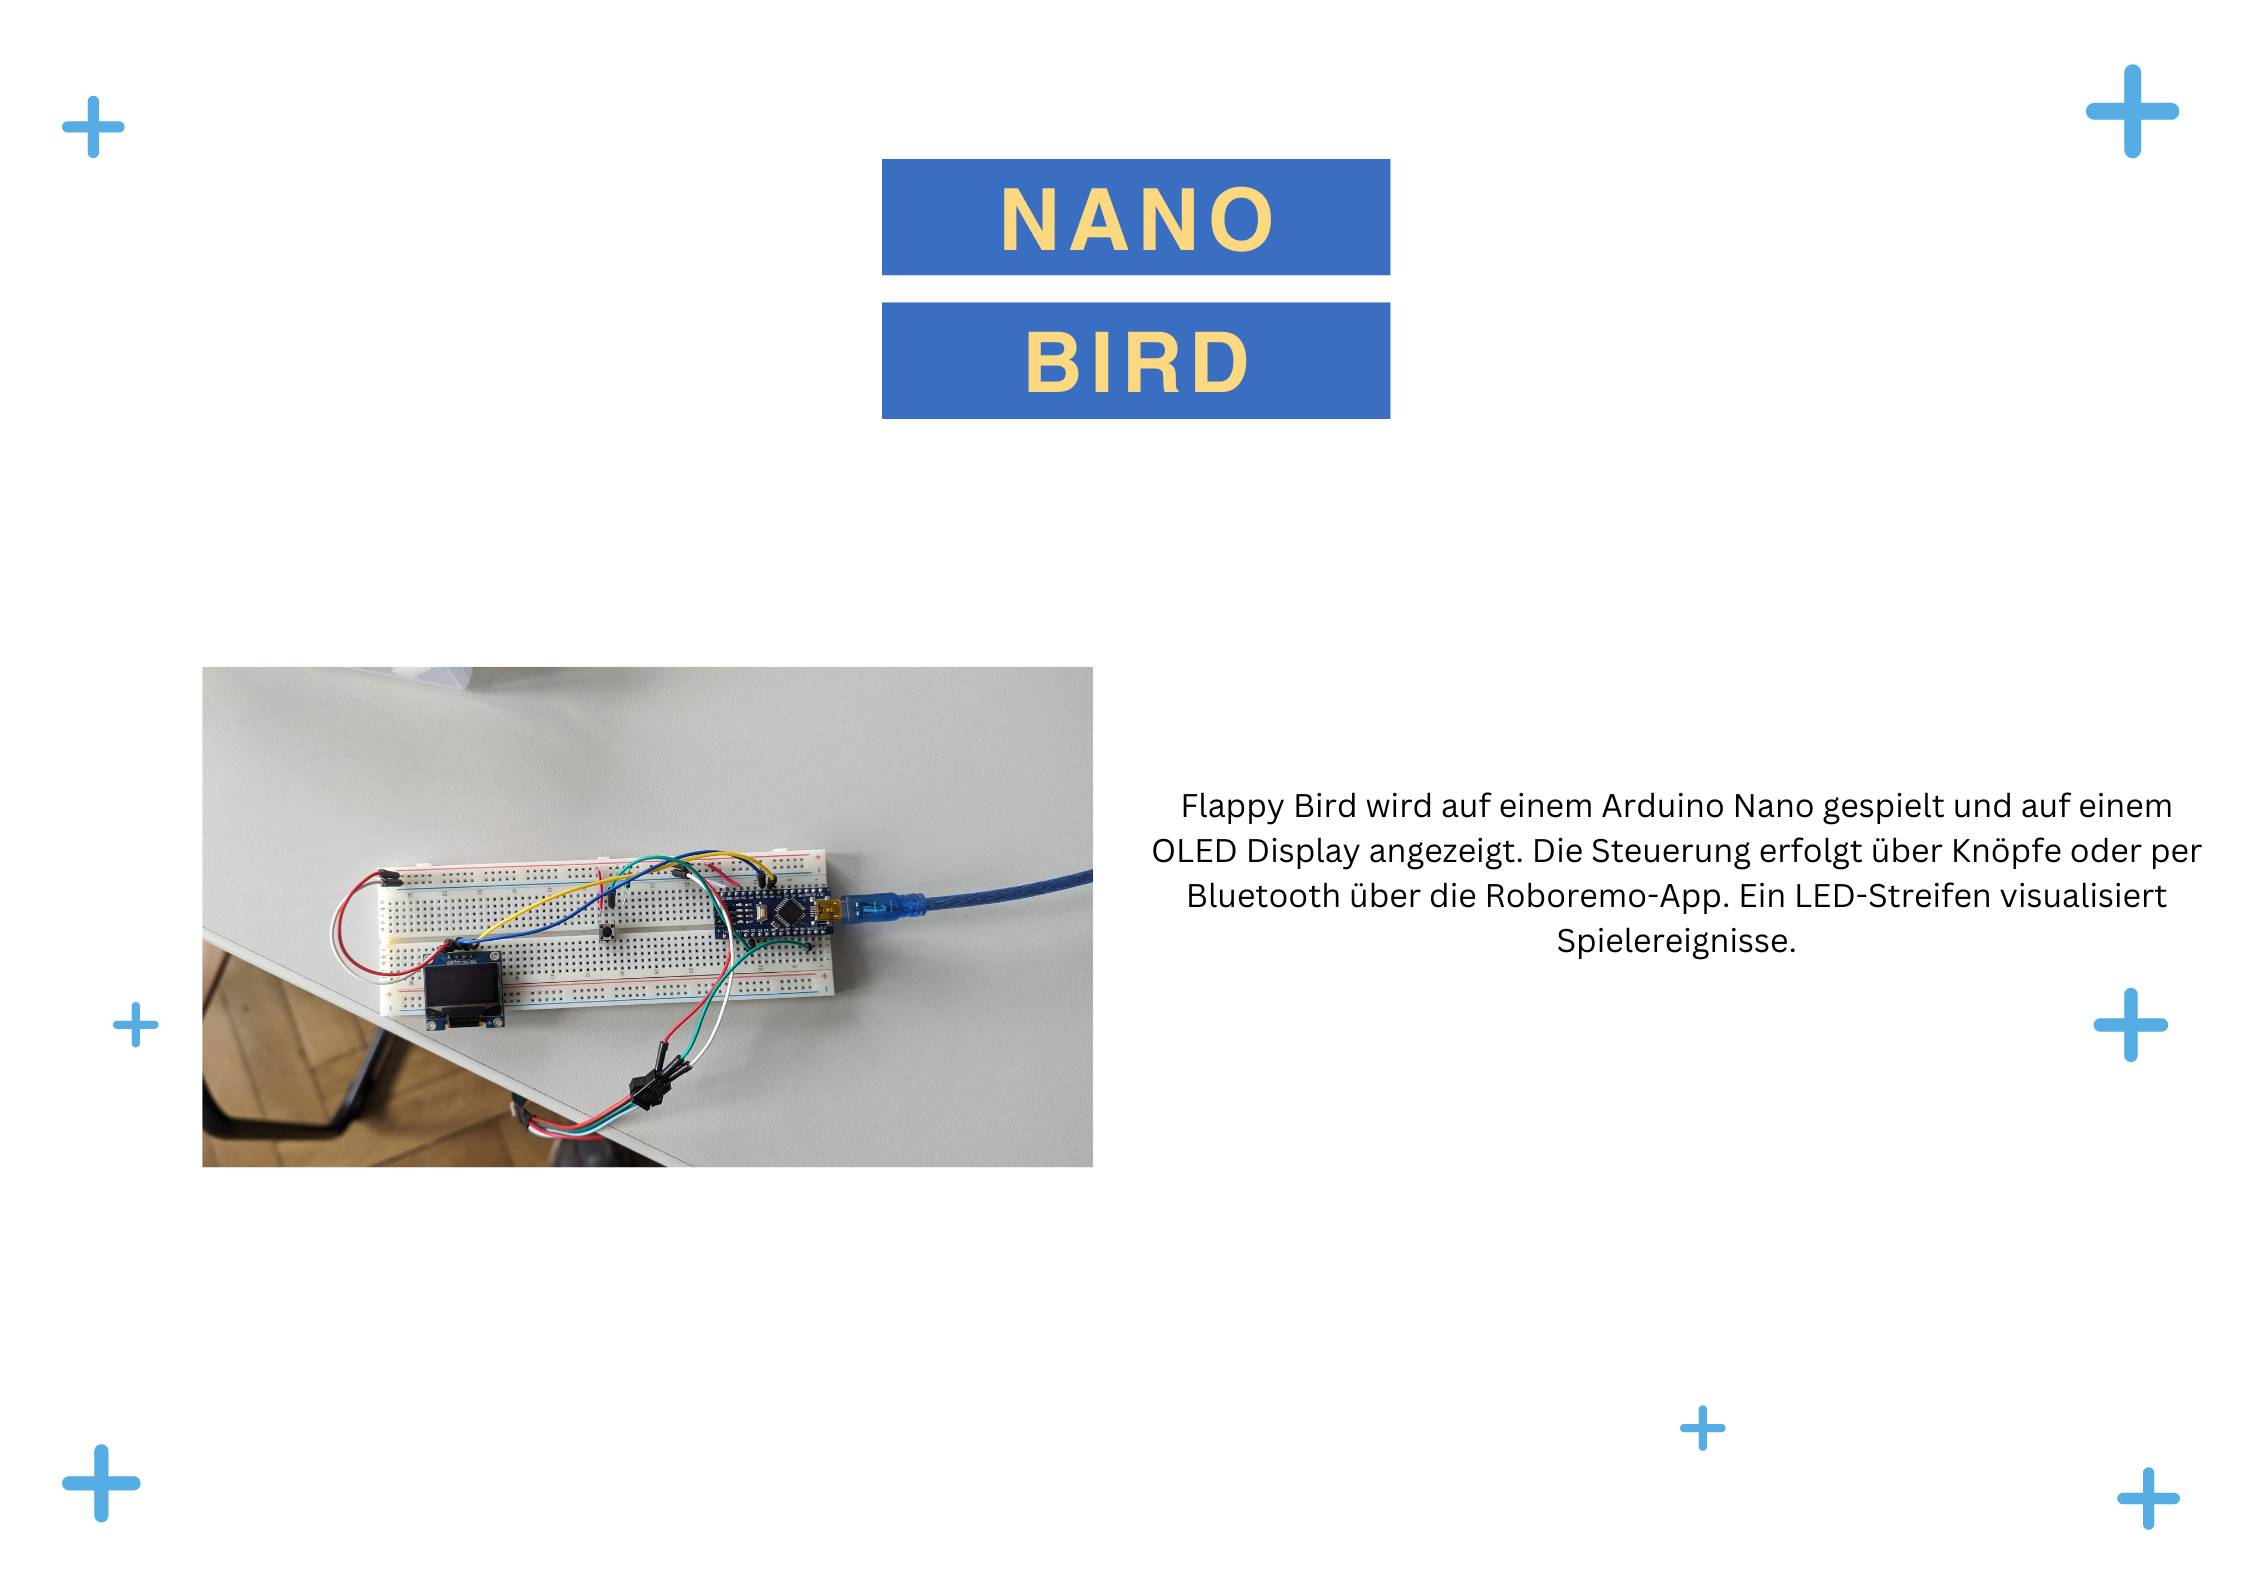 NANO
BIRD
Flappy Bird wird auf einem Arduino Nano gespielt und auf einem
OLED Display angezeigt. Die Steuerung erfolgt über Knöpfe oder per
Bluetooth über die Roboremo-App. Ein LED-Streifen visualisiert
Spielereignisse.